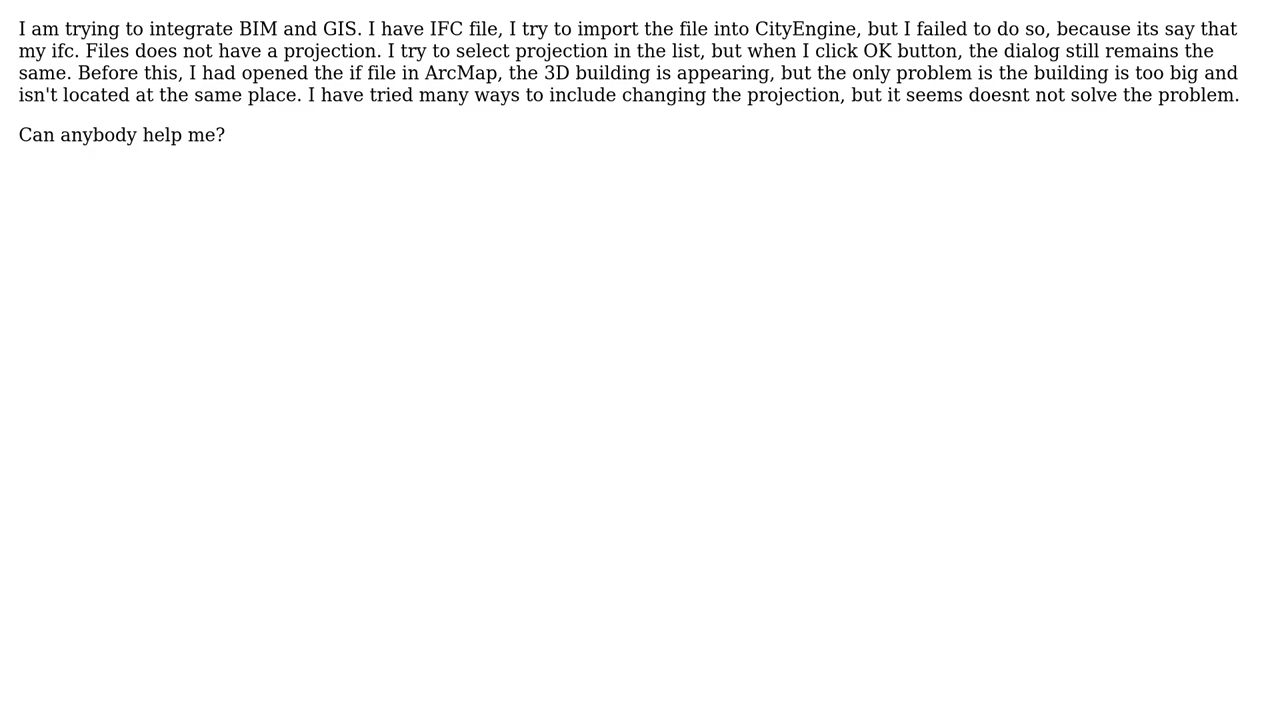 I am trying to integrate BIM and GIS. I have IFC file, I try to import the file into CityEngine, but I failed to do so, because its say that
my ifc. Files does not have a projection. I try to select projection in the list, but when I click OK button, the dialog still remains the
same. Before this, I had opened the if file in ArcMap, the 3D building is appearing, but the only problem is the building is too big and
isn't located at the same place. I have tried many ways to include changing the projection, but it seems doesnt not solve the problem.
Can anybody help me?